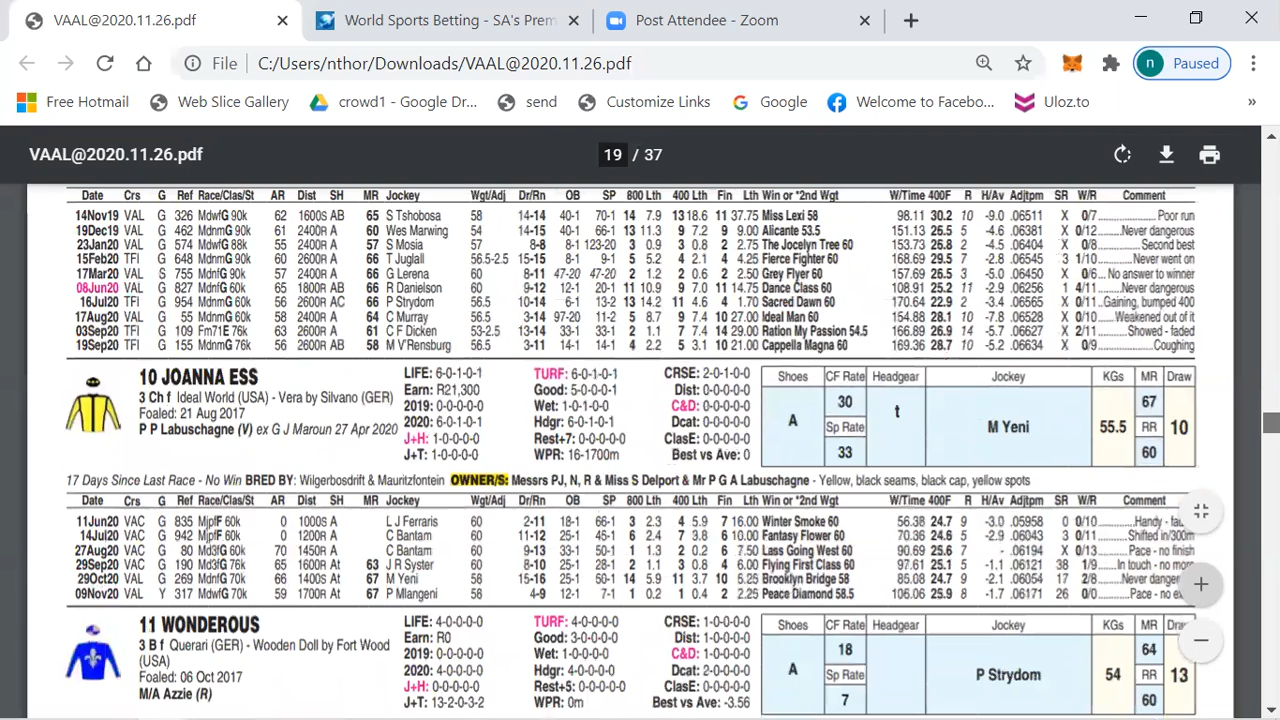 VAAL@2020.11.26.pdf
World Sports Betting - SA's Prem
Post Attendee - Zoom
File C:/Users/nthor/Downloads/VAAL@2020.11.26.pdf
n Paused
Free Hotmail Web Slice Gallery crowd1 - Google Dr... send Customize Links Google Welcome to Facebo... Uloz.to »
VAAL@2020.11.26.pdf 19 / 37
Date Crs G Ref Race/Clas/St AR Dist SH MR Jockey Wgt/Adj Dr/Rn OB SP 800 Lth 400 Lth Fin Lth Win or *2nd Wgt W/Time 400F R H/Av Adjtpm SR W/R Comment
14Nov19 VAL G 326 MdwfG 90k 62 1600S AB 65 S Tshobosa 58 14-14 40-1 70-1 14 7.9 13 18.6 11 37.75 Miss Lexi 58 98.11 30.2 10 -9.0 .06511 X 0/7 Poor run
19Dec19 VAL G 466 MdnmG 90k 61 2400R A 60 Wes Marwing 54 14-15 40-1 66-1 13 11.3 9 7.2 9 9.00 Alicante 53.5 151.13 26.5 2 -4.6 .06381 X 0/12 Never dangerous
23Jan20 VAL G 574 MdwfG 88k 55 2400R A 57 S Mosia 57 8-8 8-1 123-20 3 0.9 3 0.8 2 2.75 The Jocelyn Tree 60 153.73 26.8 2 -4.5 .06404 X 0/8 Second best
15Feb20 TFI G 648 MdnmG 90k 60 2600R A 66 T Juglall 56.5-2.5 15-15 8-1 9-1 5 5.2 4 2.1 4 4.25 Fierce Fighter 60 168.69 29.5 7 -2.8 .06545 3 1/10 Never went on
17Mar20 VAL S 755 MdnfG 80k 57 2400R A 66 T G Lerena 60 8-11 47-20 47-20 2 1.2 2 0.6 2 2.50 Grey Flyer 60 157.69 26.5 3 -5.0 .06450 X 0/6 No answer to winner
08Jun20 VAL G 827 MdnfG 60k 65 1800R AB 66 R Danielson 60 9-12 12-1 20-1 11 10.9 9 7.0 11 14.75 Dance Class 60 108.91 25.2 11 -2.9 .06256 1 4/11 Never dangerous
16Jul20 TFI G 954 MdnmG 60k 56 2600R AC 66 P Strydom 56.5 10-14 6-1 13-2 13 14.2 11 4.6 4 1.70 Sacred Dawn 60 170.64 22.9 2 -3.4 .06565 X 0/11 Gaining, bumped 400
17Aug20 VAL G 55 MdnmG 76k 58 2400R A 64 C Murray 56.5 3-14 97-20 11-2 5 8.7 9 7.4 10 27.00 Ideal Man 60 154.88 28.1 10 -7.8 .06528 X 0/10 Weakened out of it
03Sep20 TFI G 109 Fm71E 76k 63 2600R A 61 C F Dicken 53-2.5 13-14 33-1 33-1 2 1.1 7 7.4 14 29.00 Ration My Passion 54.5 166.89 26.9 14 -5.7 .06627 X 2/11 Showed - faded
19Sep20 TFI G 155 MdnmG 76k 56 2600R AB 58 M V'Rensburg 56.5 3-11 14-1 14-1 4 2.2 5 3.1 10 21.00 Cappella Magna 60 169.36 28.7 10 -5.2 .06634 X 0/9 Coughing
10 JOANNA ESS
3 Ch f Ideal World (USA) - Vera by Silvano (GER)
Foaled: 21 Aug 2017
P P Labuschagne (V) ex G J Maroun 27 Apr 2020
LIFE: 6-0-1-0-1 TURF: 6-0-1-0-1 CRSE: 2-0-1-0-0
Earn: R21,300 Good: 5-0-0-0-1 Dist: 0-0-0-0-0
2019: 0-0-0-0-0 Wet: 1-0-1-0-0 C&D: 0-0-0-0-0
2020: 6-0-1-0-1 Hdgr: 6-0-1-0-1 Dcat: 0-0-0-0-0
J+H: 1-0-0-0-0 Rest+7: 0-0-0-0-0 ClasE: 0-0-0-0-0
J+T: 1-0-0-0-0 WPR: 16-1700m Best vs Ave: 0
Shoes CF Rate Headgear Jockey KGs MR Draw
A 30 t M Yeni 55.5 67 10
Sp Rate RR
33 60
17 Days Since Last Race - No Win BRED BY: Wilgerbosdrift & Mauritzfontein OWNER/S: Messrs PJ, N, R & Miss S Delport & Mr P G A Labuschagne - Yellow, black seams, black cap, yellow spots
Date Crs G Ref Race/Clas/St AR Dist SH MR Jockey Wgt/Adj Dr/Rn OB SP 800 Lth 400 Lth Fin Lth Win or *2nd Wgt W/Time 400F R H/Av Adjtpm SR W/R Comment
11Jun20 VAC G 835 MjpfF 60k 0 1000S A L J Ferraris 60 2-11 18-1 66-1 3 2.3 4 5.9 7 16.00 Winter Smoke 60 56.38 24.7 9 -3.0 .05958 0 0/10 Handy - fa
14Jul20 VAC G 942 MjpfF 60k 0 1200R A C Bantam 60 11-12 25-1 45-1 6 2.4 7 3.8 6 10.00 Fantasy Flower 60 70.36 24.6 5 -2.9 .06043 3 0/11 Shifted in/300m
27Aug20 VAC G 80 Md3fG 60k 70 1450R A C Bantam 60 9-13 33-1 50-1 1 1.3 2 0.2 6 7.50 Lass Going West 60 90.69 25.6 7 - .06194 X 0/13 Pace - no finish
29Sep20 VAC G 190 Md3fG 76k 65 1600R At 63 J R Syster 60 8-10 25-1 28-1 2 1.1 3 0.8 4 6.00 Flying First Class 60 97.61 25.1 5 -1.1 .06121 38 1/9 In touch - no more
29Oct20 VAL G 269 MdnfG 70k 66 1400S At 67 M Yeni 58 15-16 25-1 50-1 14 5.9 11 3.7 10 5.25 Brooklyn Bridge 58 85.08 24.7 9 -2.1 .06054 17 2/8 Never danger
09Nov20 VAL Y 317 MdwfG 70k 59 1700R At 67 P Mlangeni 58 4-9 12-1 7-1 1 0.2 1 0.4 2 2.25 Peace Diamond 58.5 106.06 25.9 8 -1.7 .06171 26 0/0 Pace - no ex
11 WONDEROUS
3 B f Querari (GER) - Wooden Doll by Fort Wood
(USA)
Foaled: 06 Oct 2017
M/A Azzie (R)
LIFE: 4-0-0-0-0 TURF: 4-0-0-0-0 CRSE: 1-0-0-0-0
Earn: R0 Good: 3-0-0-0-0 Dist: 1-0-0-0-0
2019: 0-0-0-0-0 Wet: 1-0-0-0-0 C&D: 1-0-0-0-0
2020: 4-0-0-0-0 Hdgr: 4-0-0-0-0 Dcat: 2-0-0-0-0
J+H: 0-0-0-0-0 Rest+5: 0-0-0-0-0 ClasE: 0-0-0-0-0
J+T: 13-2-0-3-2 WPR: 0m Best vs Ave: -3.56
Shoes CF Rate Headgear Jockey KGs MR Draw
A 18 P Strydom 54 64 13
Sp Rate RR
7 60